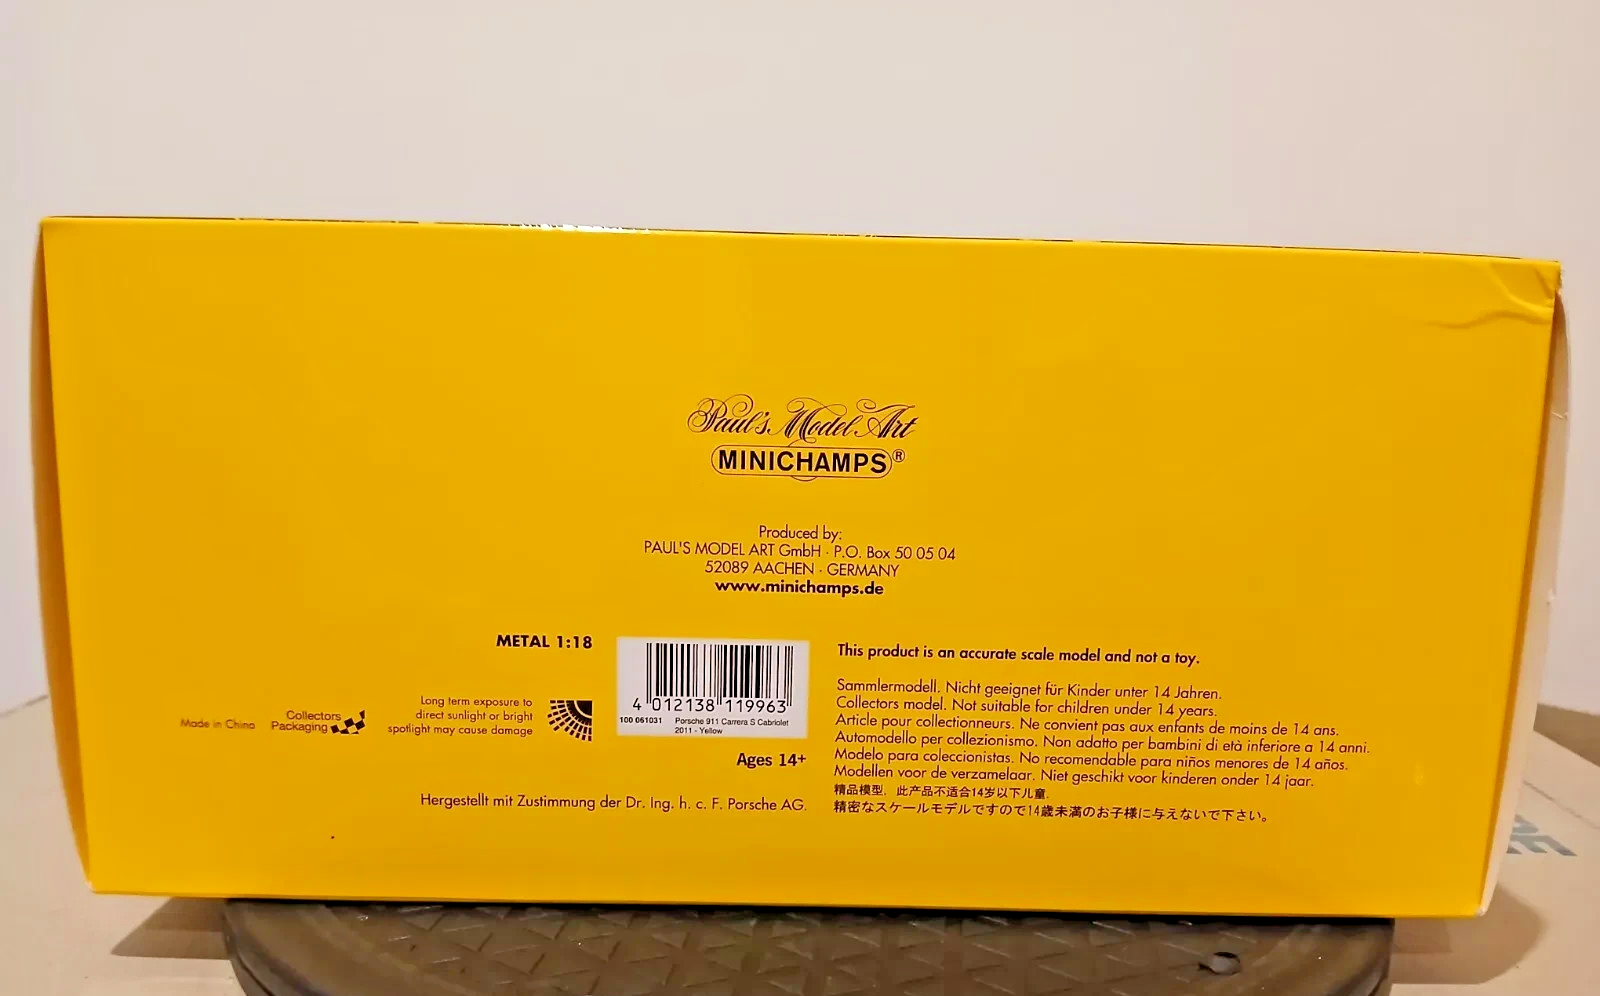 Paul's Model Art
MINICHAMPS®
Produced by:
PAUL'S MODEL ART GmbH · P.O. Box 50 05 04
52089 AACHEN · GERMANY
www.minichamps.de
METAL 1:18
Made in China
Collectors
Packaging
Long term exposure to
direct sunlight or bright
spotlight may cause damage
4 012138 119963
100 061031 Porsche 911 Carrera S Cabriolet
2011 - Yellow
Ages 14+
Hergestellt mit Zustimmung der Dr. Ing. h. c. F. Porsche AG.
This product is an accurate scale model and not a toy.
Sammlermodell. Nicht geeignet für Kinder unter 14 Jahren.
Collectors model. Not suitable for children under 14 years.
Article pour collectionneurs. Ne convient pas aux enfants de moins de 14 ans.
Automodello per collezionismo. Non adatto per bambini di età inferiore a 14 anni.
Modelo para coleccionistas. No recomendable para niños menores de 14 años.
Modellen voor de verzamelaar. Niet geschikt voor kinderen onder 14 jaar.
精品模型．此产品不适合14岁以下儿童．
精密なスケールモデルですので14歳未満のお子様に与えないで下さい。